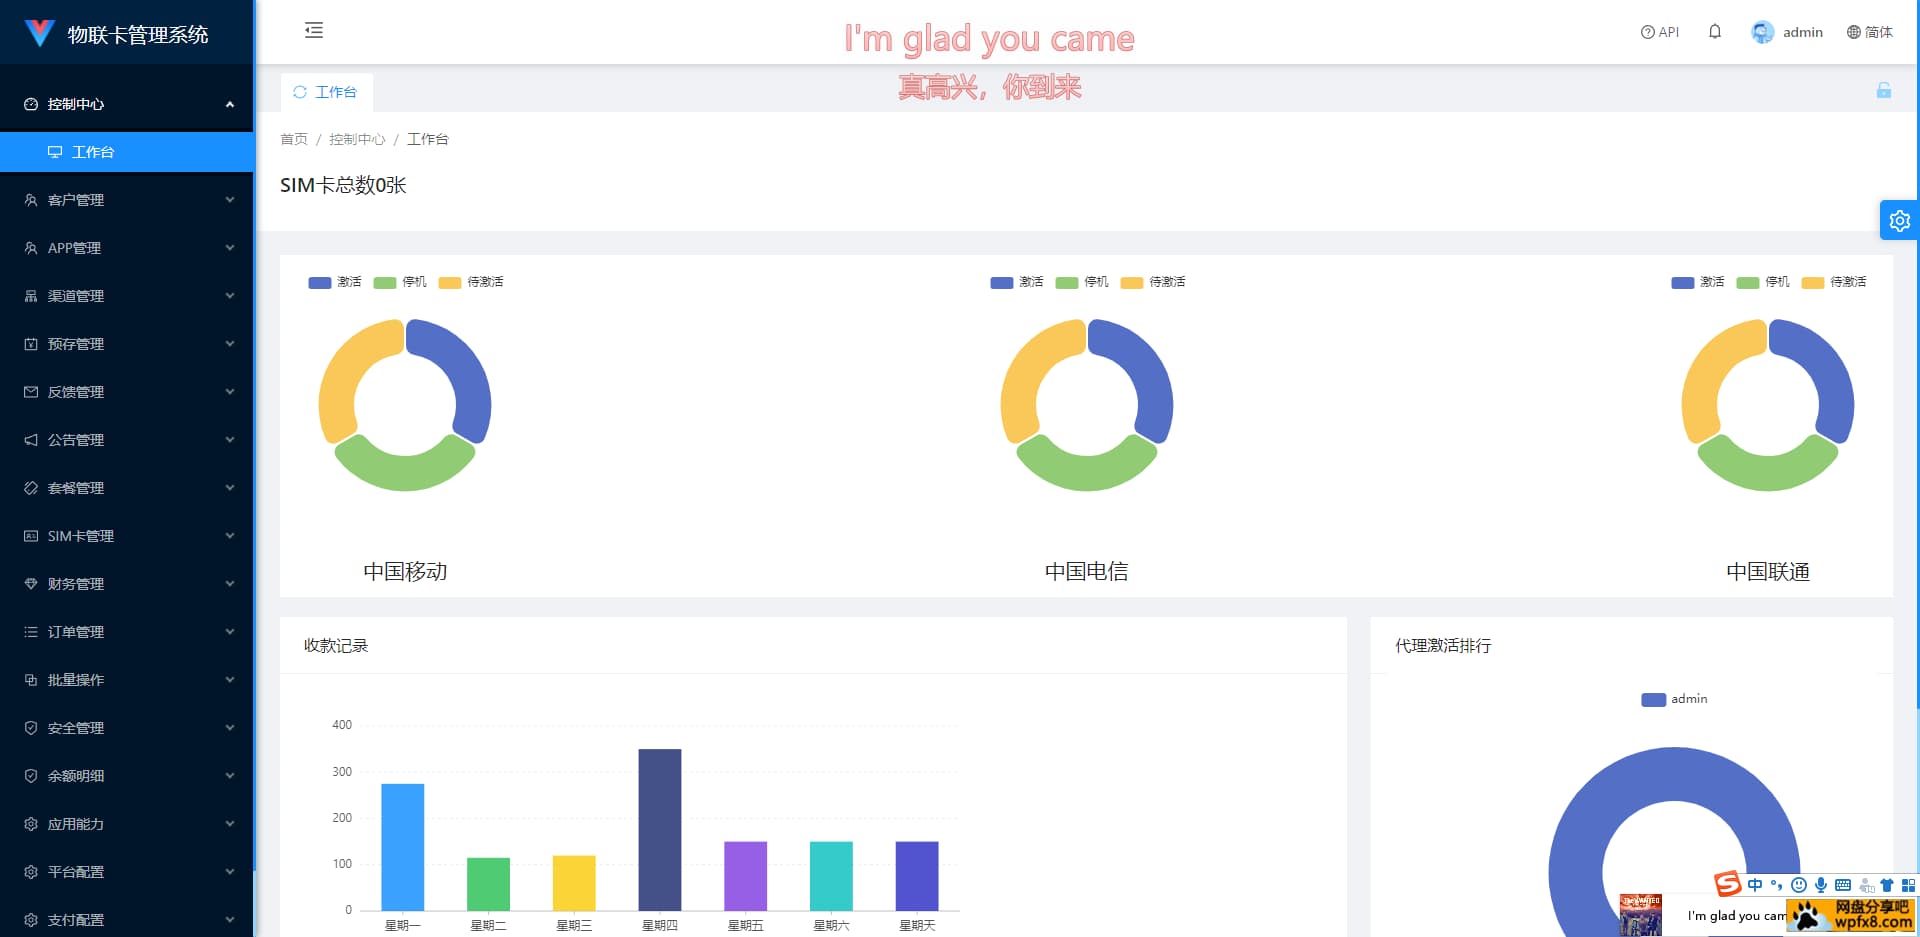 物联卡管理系统
I'm glad you came
真高兴，你到来
API
admin
简体
控制中心
工作台
客户管理
APP管理
渠道管理
预存管理
反馈管理
公告管理
套餐管理
SIM卡管理
财务管理
订单管理
批量操作
安全管理
余额明细
应用能力
平台配置
支付配置
工作台
首页 / 控制中心 / 工作台
SIM卡总数0张
激活 停机 待激活
激活 停机 待激活
激活 停机 待激活
中国移动
中国电信
中国联通
收款记录
400
300
200
100
0
星期一 星期二 星期三 星期四 星期五 星期六 星期天
代理激活排行
admin
S 中
I'm glad you cam
网盘分享吧
wpfx8.com